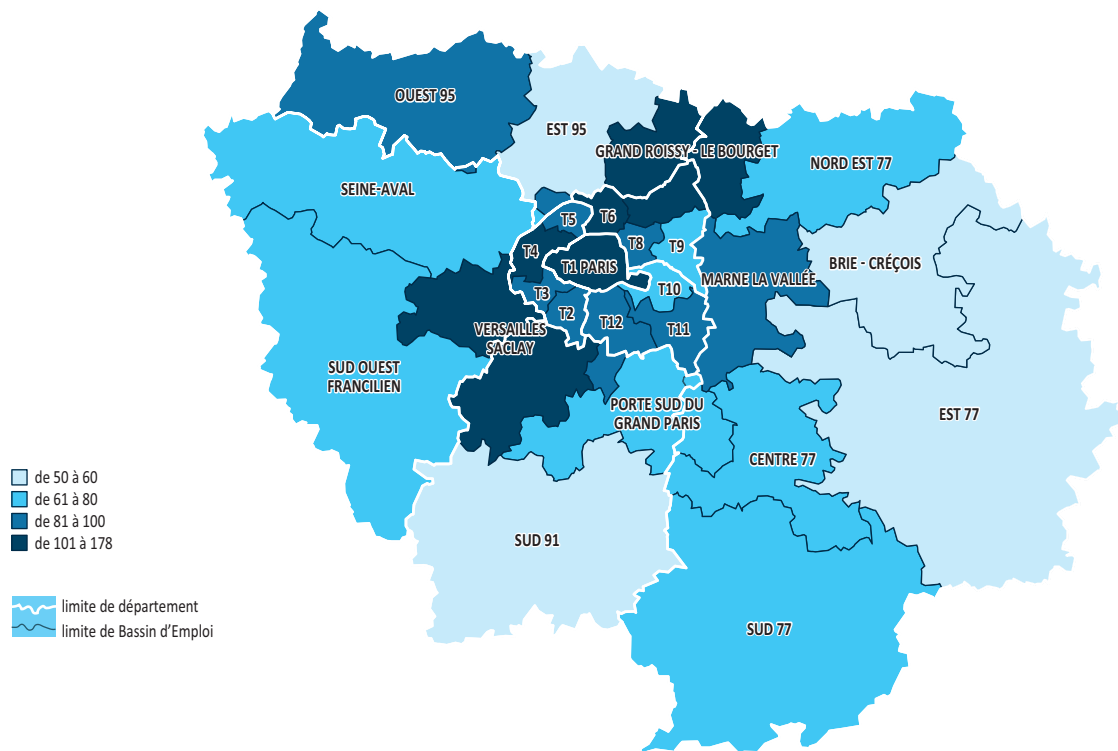 OUEST 95
EST 95
GRAND ROISSY - LE BOURGET
NORD EST 77
SEINE-AVAL
T5
T6
T8
T9
T4
T1 PARIS
BRIE - CRÉÇOIS
MARNE LA VALLÉE
T3
T10
T2
T12
T11
VERSAILLES
SACLAY
SUD OUEST
FRANCILIEN
PORTE SUD DU
GRAND PARIS
EST 77
CENTRE 77
SUD 91
SUD 77
de 50 à 60
de 61 à 80
de 81 à 100
de 101 à 178
limite de département
limite de Bassin d'Emploi